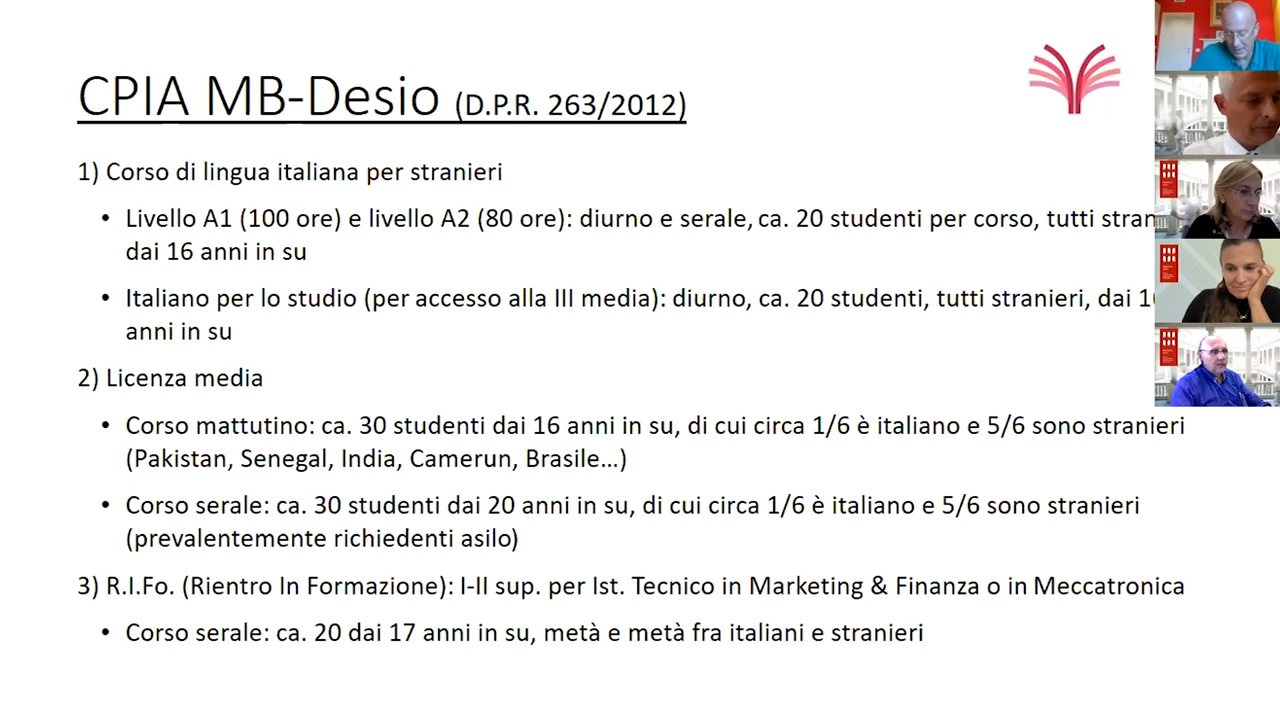 CPIA MB-Desio (D.P.R. 263/2012)
1) Corso di lingua italiana per stranieri
• Livello A1 (100 ore) e livello A2 (80 ore): diurno e serale, ca. 20 studenti per corso, tutti
dai 16 anni in su
• Italiano per lo studio (per accesso alla III media): diurno, ca. 20 studenti, tutti stranieri, dai
anni in su
2) Licenza media
• Corso mattutino: ca. 30 studenti dai 16 anni in su, di cui circa 1/6 è italiano e 5/6 sono stranieri
(Pakistan, Senegal, India, Camerun, Brasile…)
• Corso serale: ca. 30 studenti dai 20 anni in su, di cui circa 1/6 è italiano e 5/6 sono stranieri
(prevalentemente richiedenti asilo)
3) R.I.Fo. (Rientro In Formazione): I-II sup. per Ist. Tecnico in Marketing & Finanza o in Meccatronica
• Corso serale: ca. 20 dai 17 anni in su, metà e metà fra italiani e stranieri